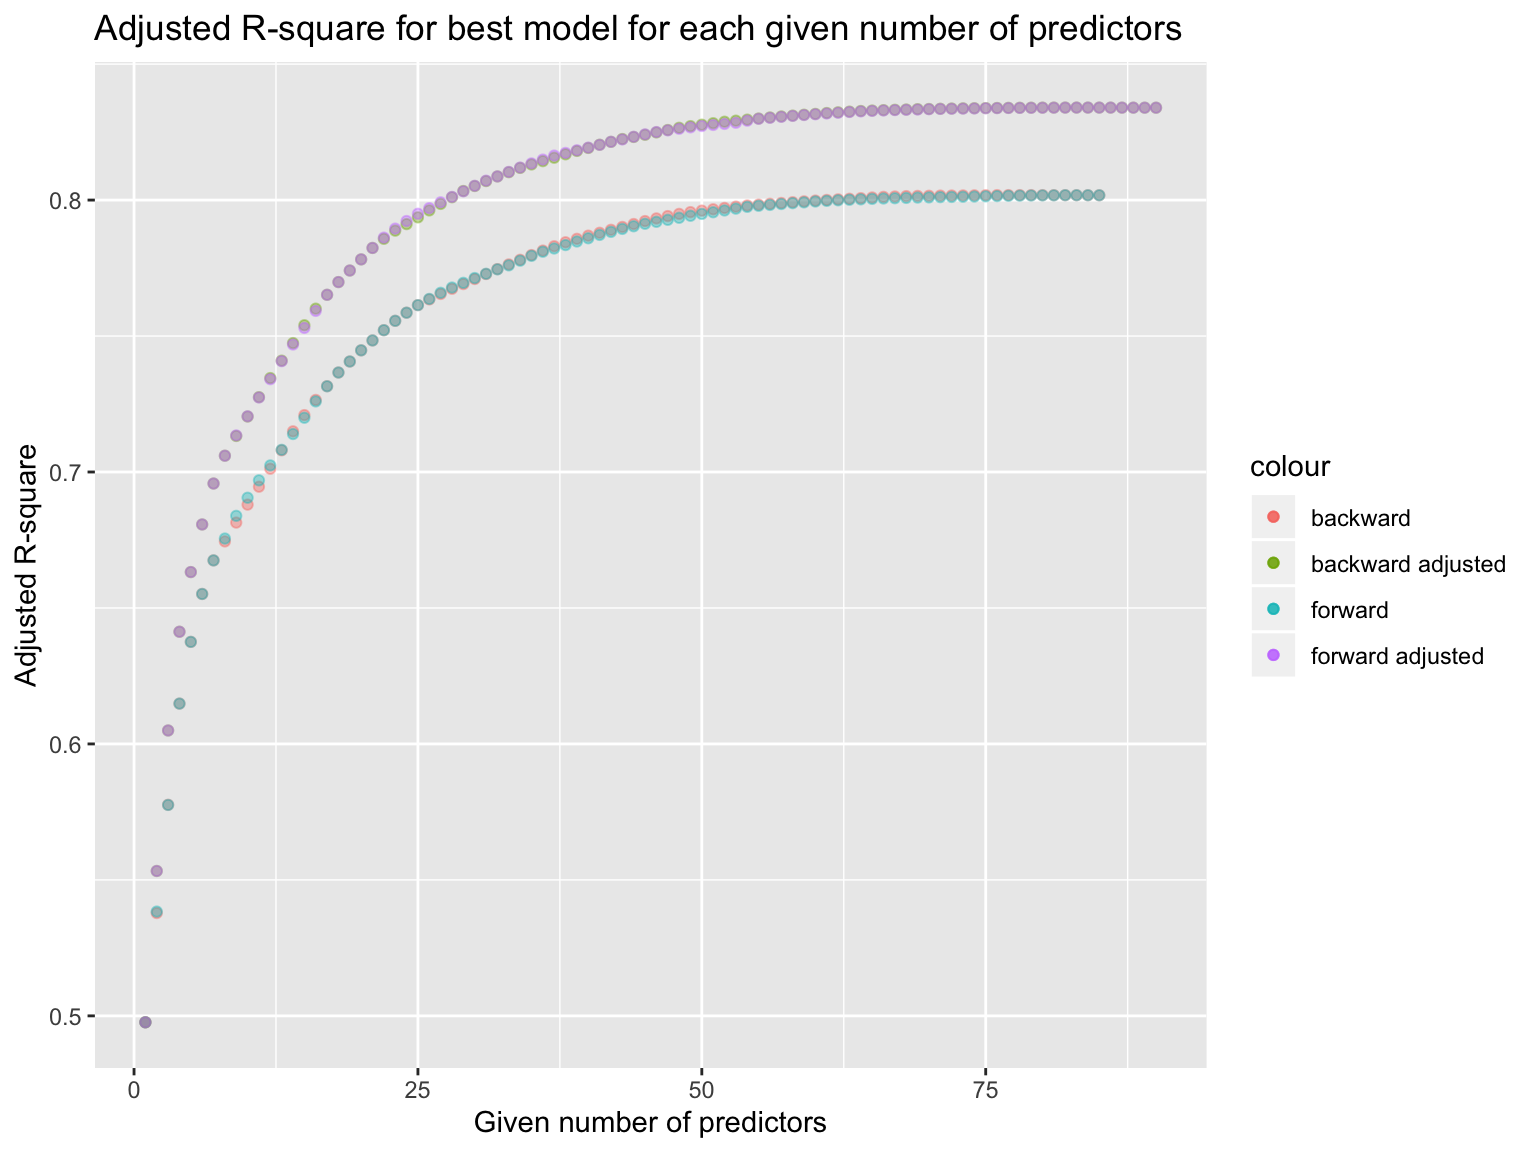 Adjusted R-square for best model for each given number of predictors
Adjusted R-square
0.8
0.7
0.6
0.5
0
25
50
75
Given number of predictors
colour
backward
backward adjusted
forward
forward adjusted